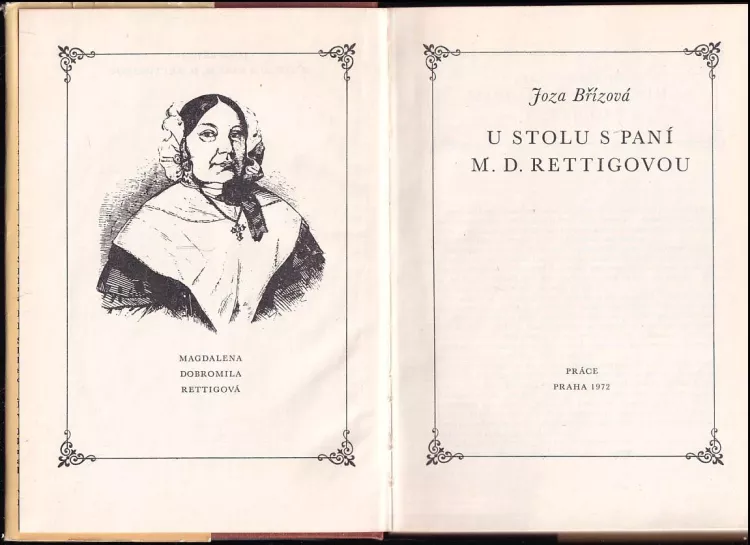 MAGDALENA
DOBROMILA
RETTIGOVÁ
Joza Břízová
U STOLU S PANÍ
M. D. RETTIGOVOU
PRÁCE
PRAHA 1972